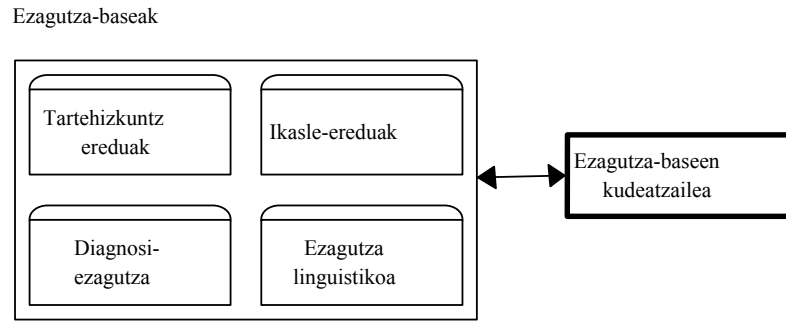 Ezagutza-baseak
Tartehizkuntz
ereduak
Ikasle-ereduak
Ezagutza-baseen
kudeatzailea
Diagnosi-
ezagutza
Ezagutza
linguistikoa